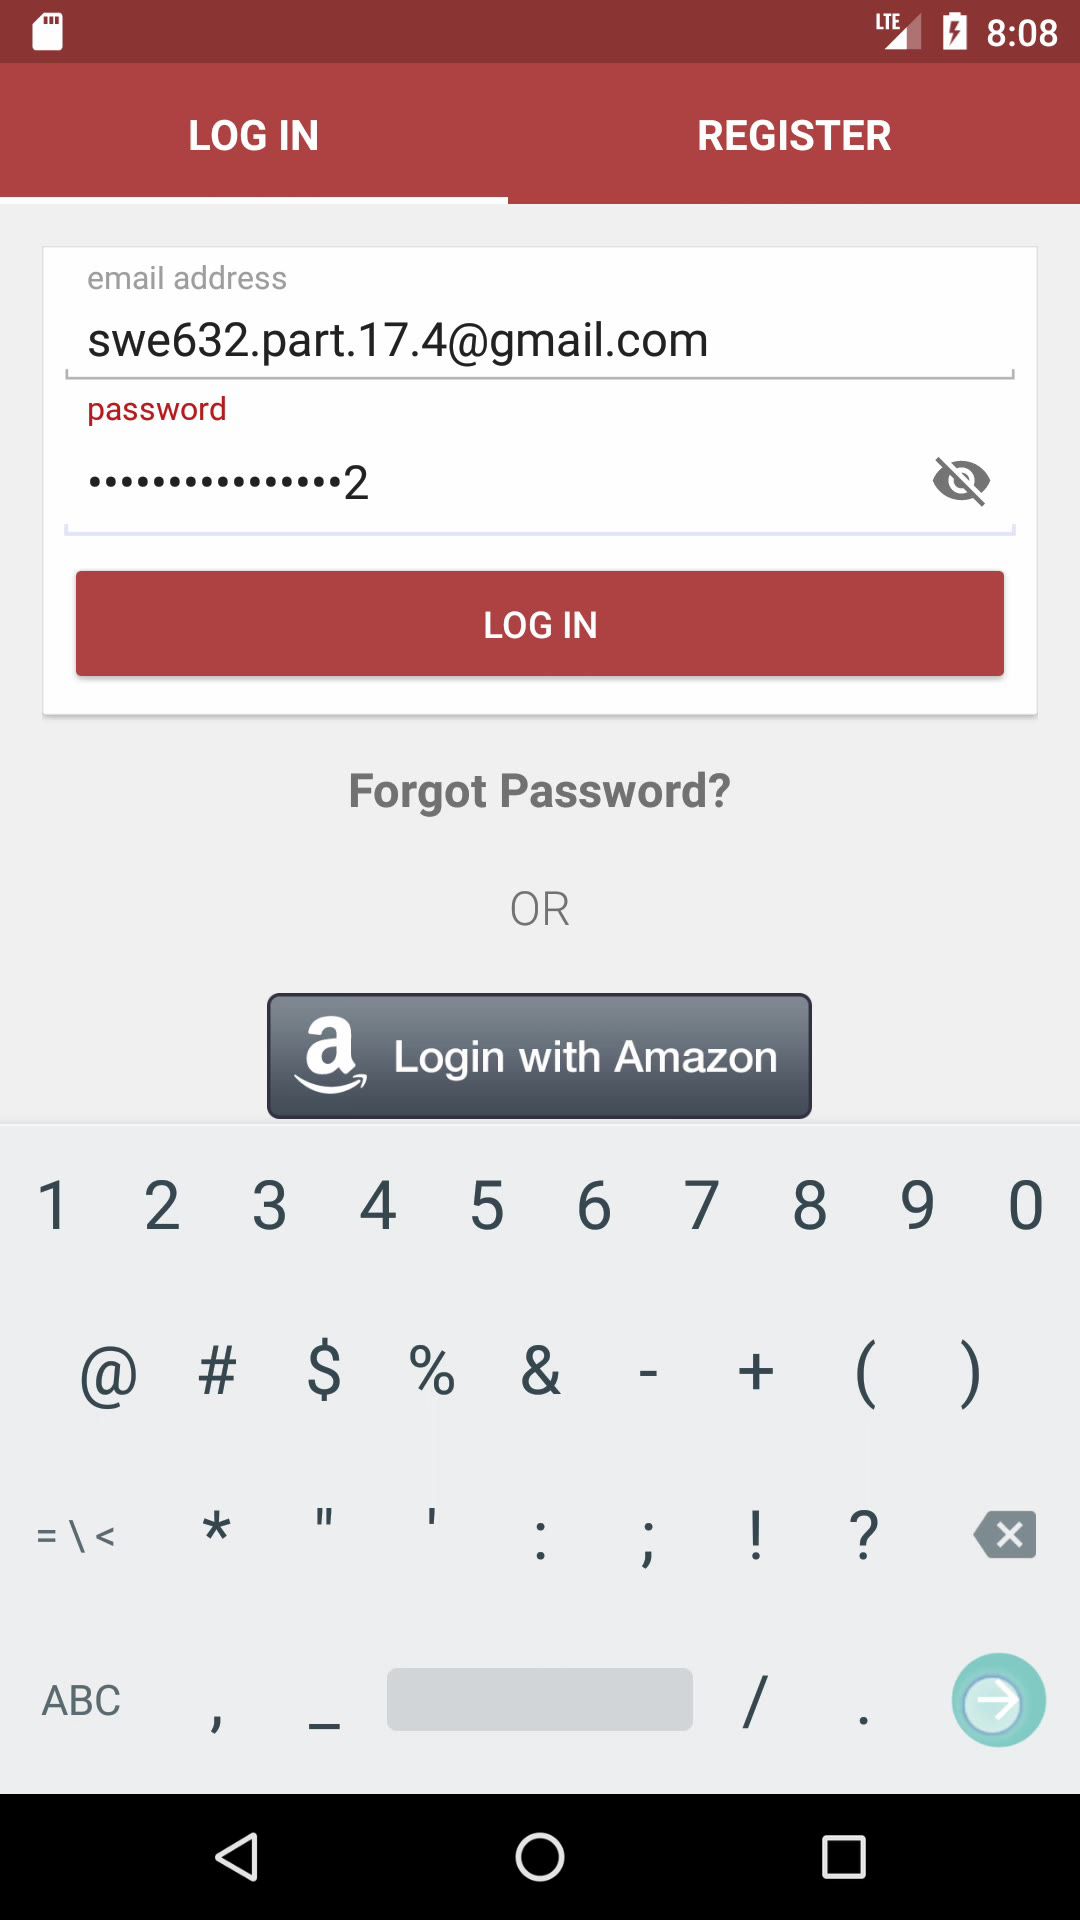 LTE 8:08
LOG IN REGISTER
email address
swe632.part.17.4@gmail.com
password
••••••••••••••••2
LOG IN
Forgot Password?
OR
a Login with Amazon
1 2 3 4 5 6 7 8 9 0
@ # $ % & - + ( )
= \ < * " ' : ; ! ?
ABC , _ / .